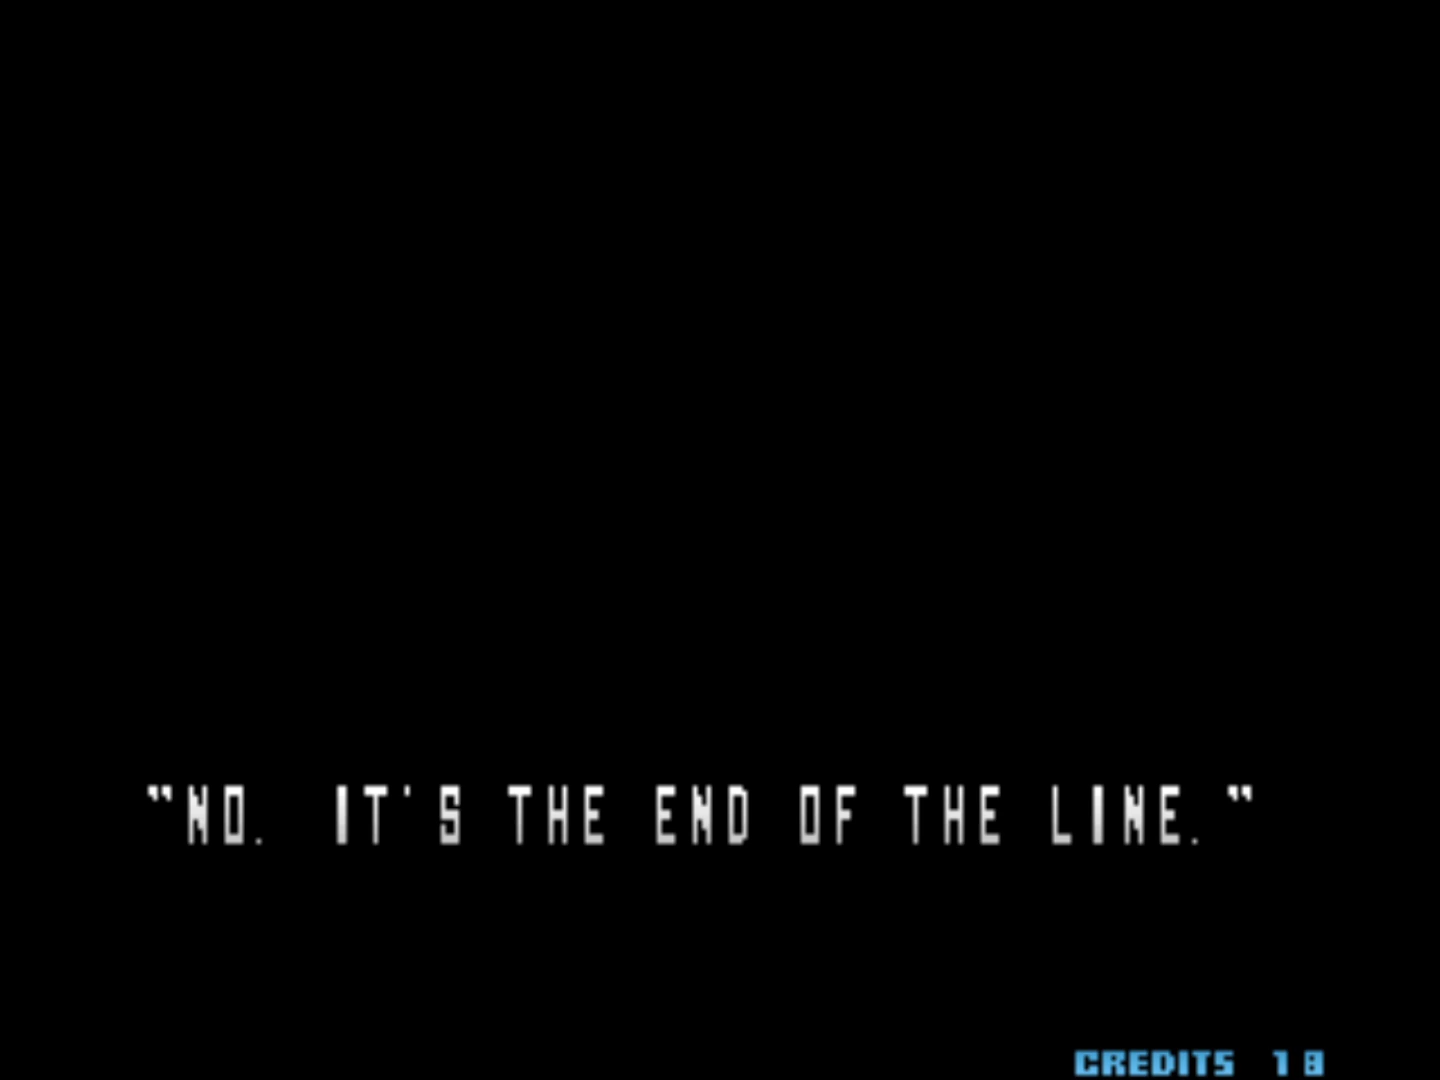 "NO. IT'S THE END OF THE LINE."
CREDITS 18